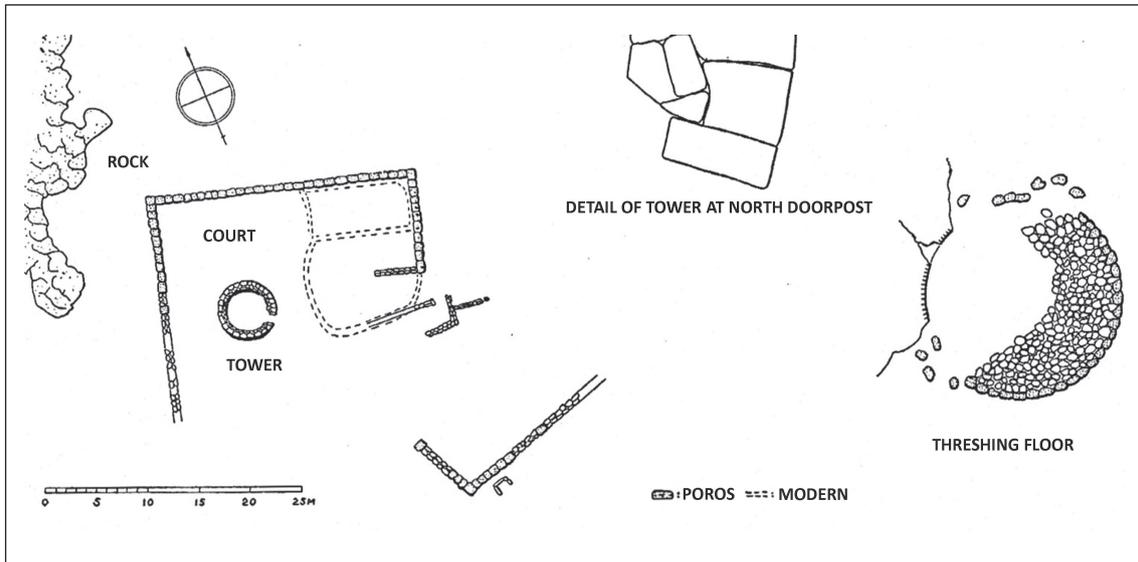 ROCK
COURT
TOWER
DETAIL OF TOWER AT NORTH DOORPOST
THRESHING FLOOR
0 5 10 15 20 25M
: POROS ====: MODERN